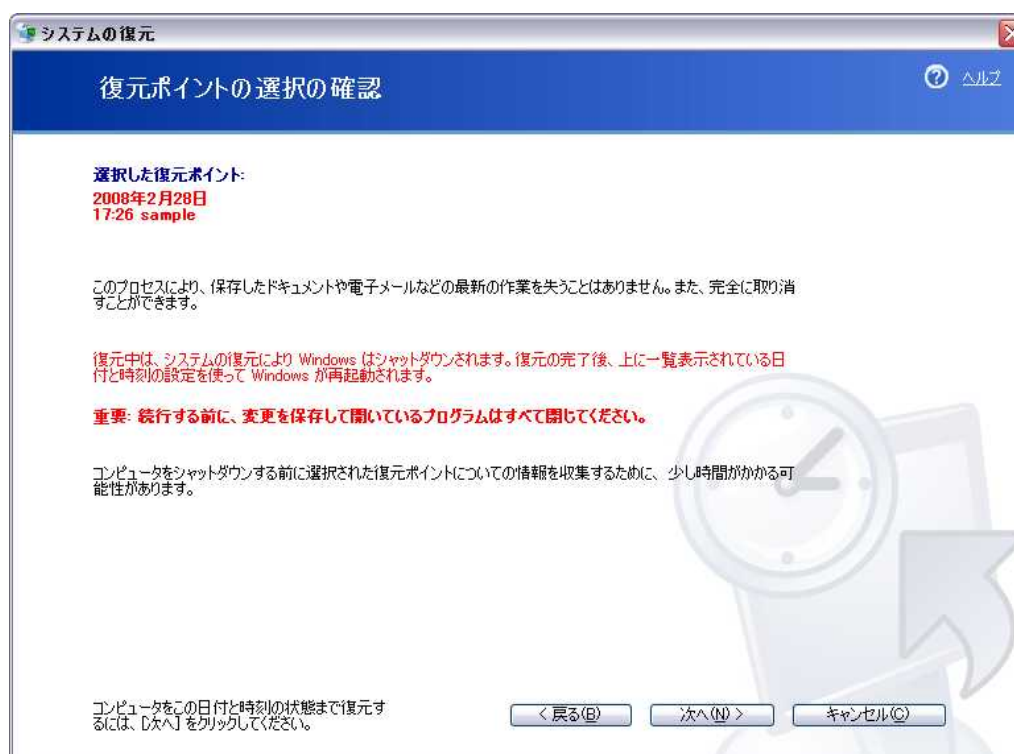 システムの復元
復元ポイントの選択の確認
ヘルプ
選択した復元ポイント:
2008年2月28日
17:26 sample
このプロセスにより、保存したドキュメントや電子メールなどの最新の作業を失うことはありません。また、完全に取り消
すことができます。
復元中は、システムの復元により Windows はシャットダウンされます。復元の完了後、上に一覧表示されている日
付と時刻の設定を使って Windows が再起動されます。
重要: 続行する前に、変更を保存して開いているプログラムはすべて閉じてください。
コンピュータをシャットダウンする前に選択された復元ポイントについての情報を収集するために、少し時間がかかる可
能性があります。
コンピュータをこの日付と時刻の状態まで復元す
るには、[次へ] をクリックしてください。
< 戻る(B)
次へ(N) >
キャンセル(C)